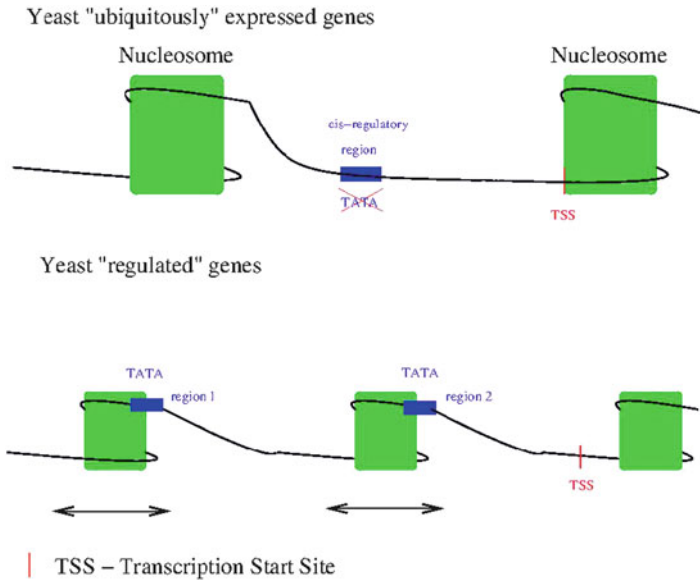 Yeast "ubiquitously" expressed genes
Nucleosome
Nucleosome
cis-regulatory
region
TATA
TSS
Yeast "regulated" genes
TATA
region 1
TATA
region 2
TSS
TSS – Transcription Start Site